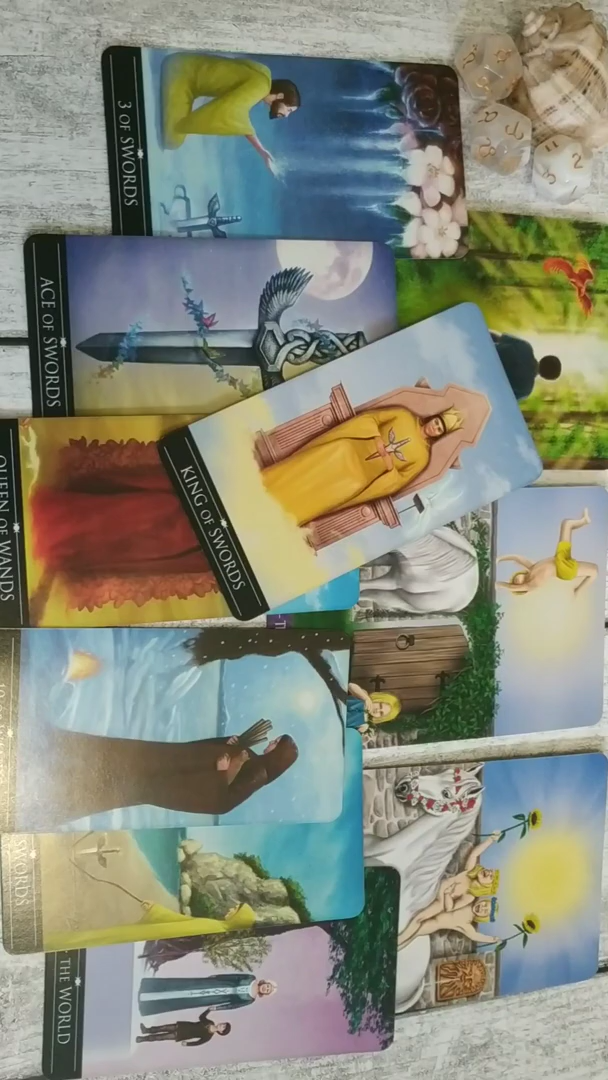 3 OF SWORDS
ACE OF SWORDS
KING OF SWORDS
QUEEN OF WANDS
SWORDS
THE WORLD